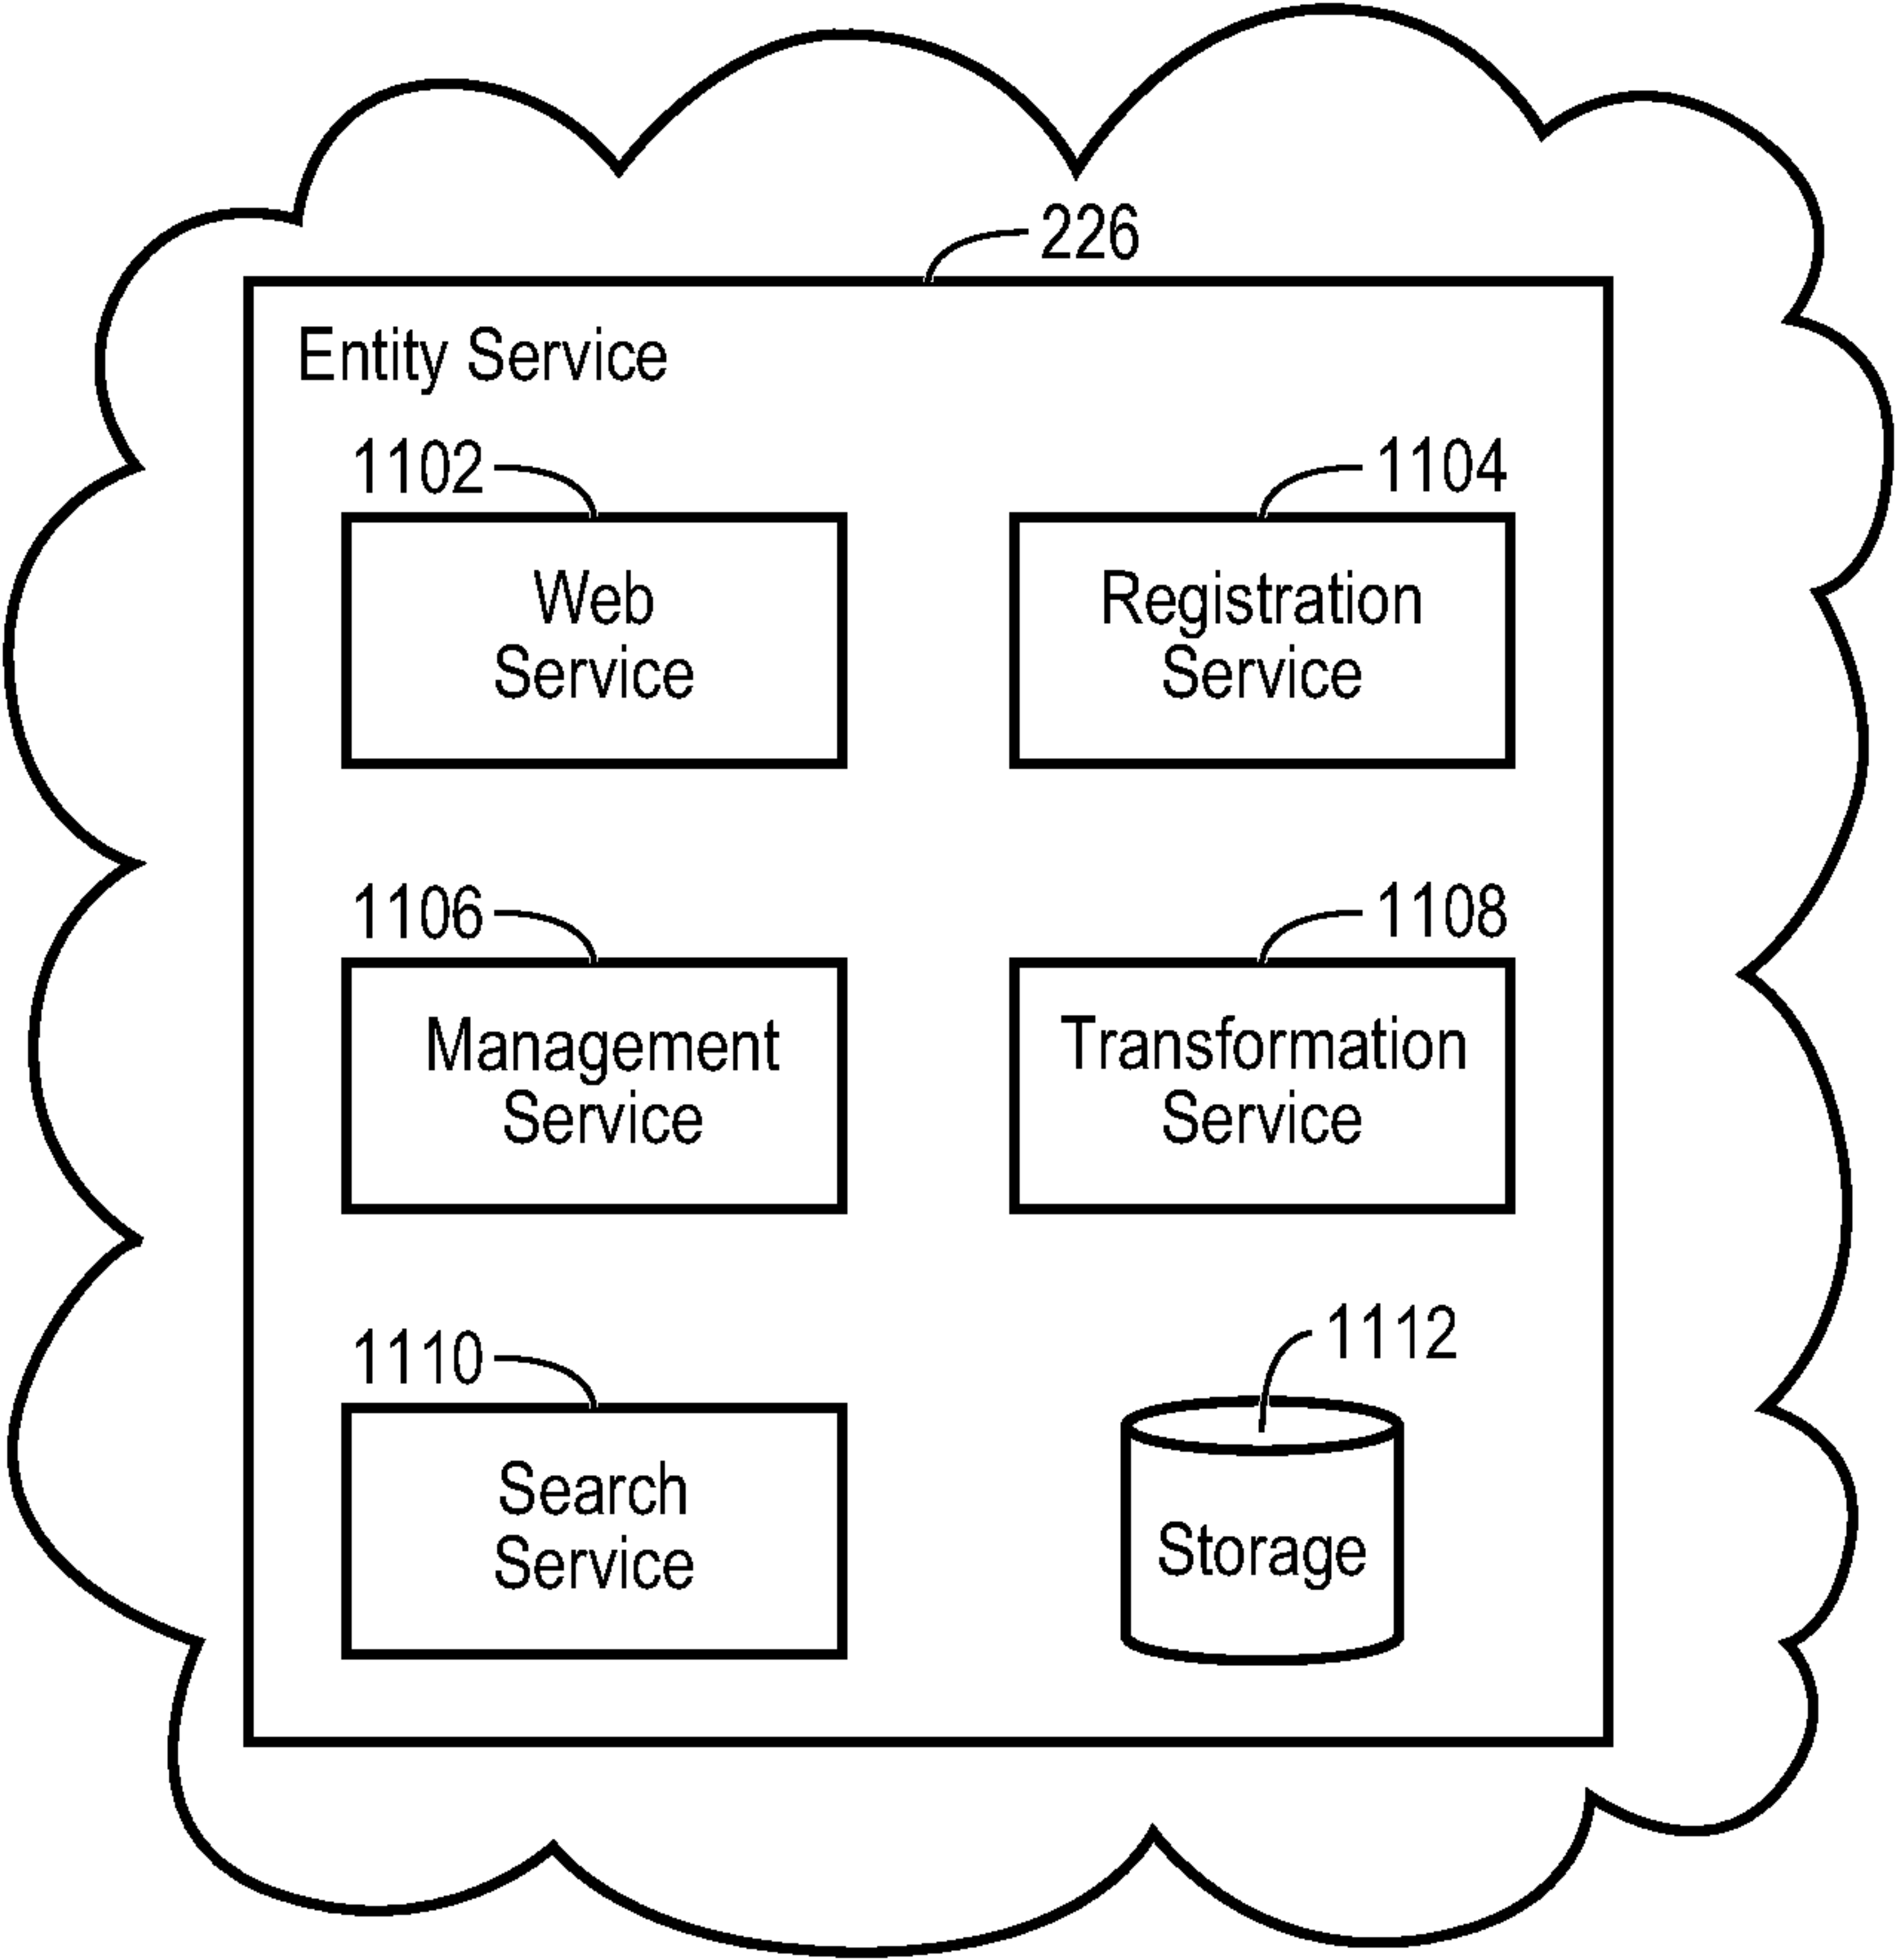 226
Entity Service
1102
1104
Web
Service
Registration
Service
1106
1108
Management
Service
Transformation
Service
1110
1112
Search
Service
Storage